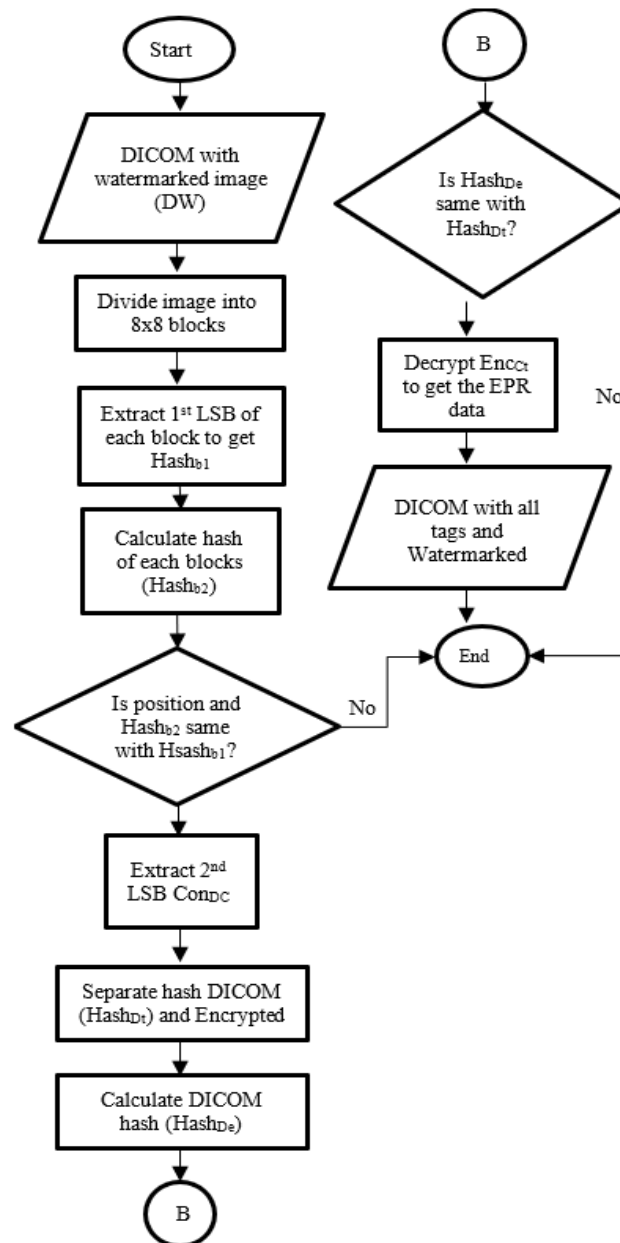 Start
DICOM with
watermarked image
(DW)
Divide image into
8x8 blocks
Extract 1st LSB of
each block to get
Hashb1
Calculate hash
of each blocks
(Hashb2)
Is position and
Hashb2 same
with Hsashb1?
No
Extract 2nd
LSB ConDC
Separate hash DICOM
(HashDt) and Encrypted
Calculate DICOM
hash (HashDe)
B
B
Is HashDe
same with
HashDt?
Decrypt EncCt
to get the EPR
data
No
DICOM with all
tags and
Watermarked
End